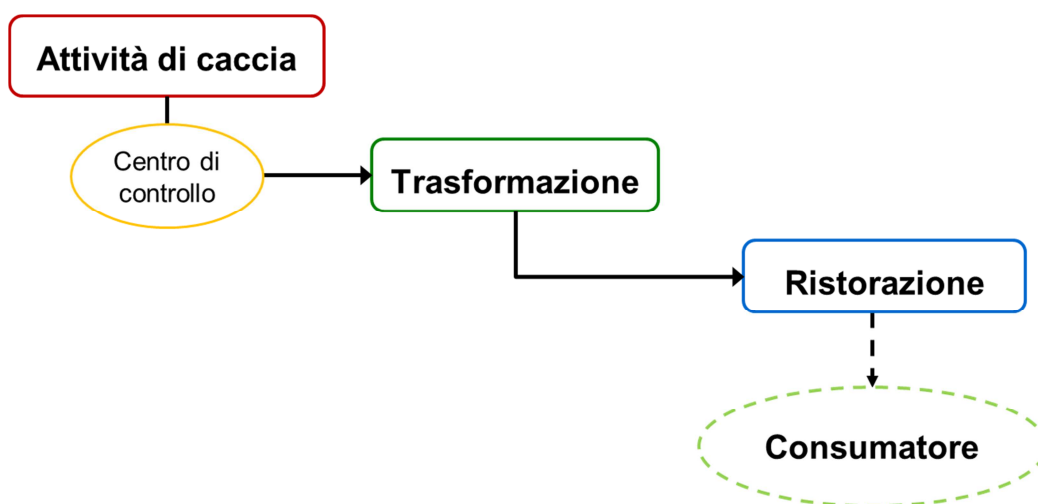 Attività di caccia
Centro di
controllo
Trasformazione
Ristorazione
Consumatore